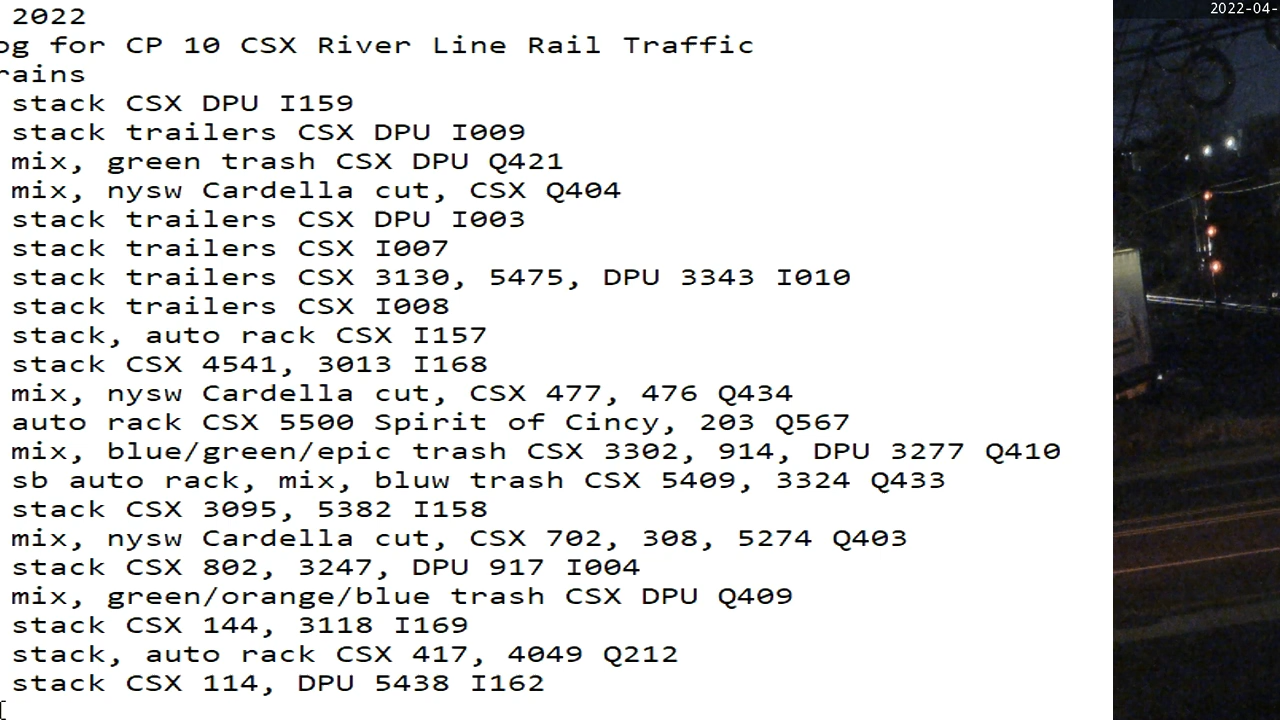 2022
og for CP 10 CSX River Line Rail Traffic
rains
stack CSX DPU I159
stack trailers CSX DPU I009
mix, green trash CSX DPU Q421
mix, nysw Cardella cut, CSX Q404
stack trailers CSX DPU I003
stack trailers CSX I007
stack trailers CSX 3130, 5475, DPU 3343 I010
stack trailers CSX I008
stack, auto rack CSX I157
stack CSX 4541, 3013 I168
mix, nysw Cardella cut, CSX 477, 476 Q434
auto rack CSX 5500 Spirit of Cincy, 203 Q567
mix, blue/green/epic trash CSX 3302, 914, DPU 3277 Q410
sb auto rack, mix, bluw trash CSX 5409, 3324 Q433
stack CSX 3095, 5382 I158
mix, nysw Cardella cut, CSX 702, 308, 5274 Q403
stack CSX 802, 3247, DPU 917 I004
mix, green/orange/blue trash CSX DPU Q409
stack CSX 144, 3118 I169
stack, auto rack CSX 417, 4049 Q212
stack CSX 114, DPU 5438 I162
2022-04-